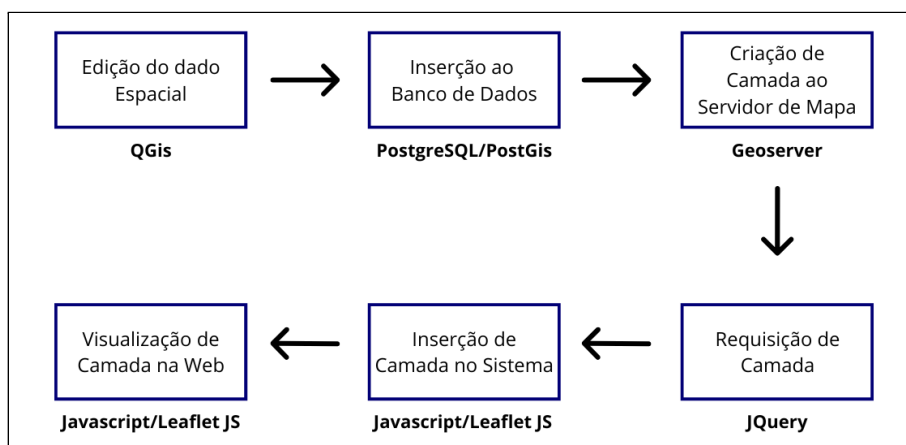 Edição do dado
Espacial
QGis
Inserção ao
Banco de Dados
PostgreSQL/PostGis
Criação de
Camada ao
Servidor de Mapa
Geoserver
Requisição de
Camada
JQuery
Inserção de
Camada no Sistema
Javascript/Leaflet JS
Visualização de
Camada na Web
Javascript/Leaflet JS